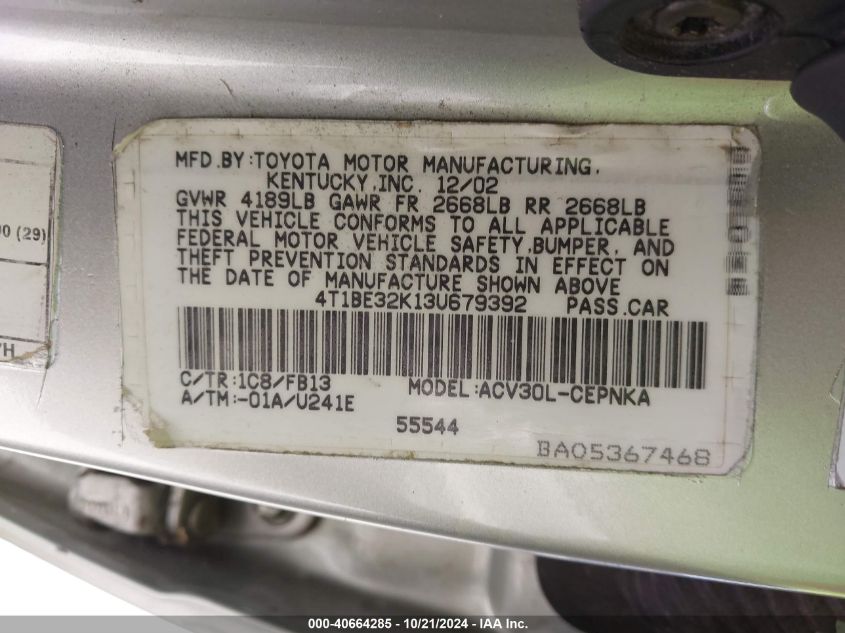 MFD.BY:TOYOTA MOTOR MANUFACTURING,
KENTUCKY,INC. 12/02
GVWR 4189LB GAWR FR 2668LB RR 2668LB
THIS VEHICLE CONFORMS TO ALL APPLICABLE
FEDERAL MOTOR VEHICLE SAFETY,BUMPER, AND
THEFT PREVENTION STANDARDS IN EFFECT ON
THE DATE OF MANUFACTURE SHOWN ABOVE
4T1BE32K13U679392 PASS.CAR
C/TR:1C8/FB13 MODEL:ACV30L-CEPNKA
A/TM:-01A/U241E
55544
BA05367468
0 (29)
/H
000-40664285 - 10/21/2024 - IAA Inc.